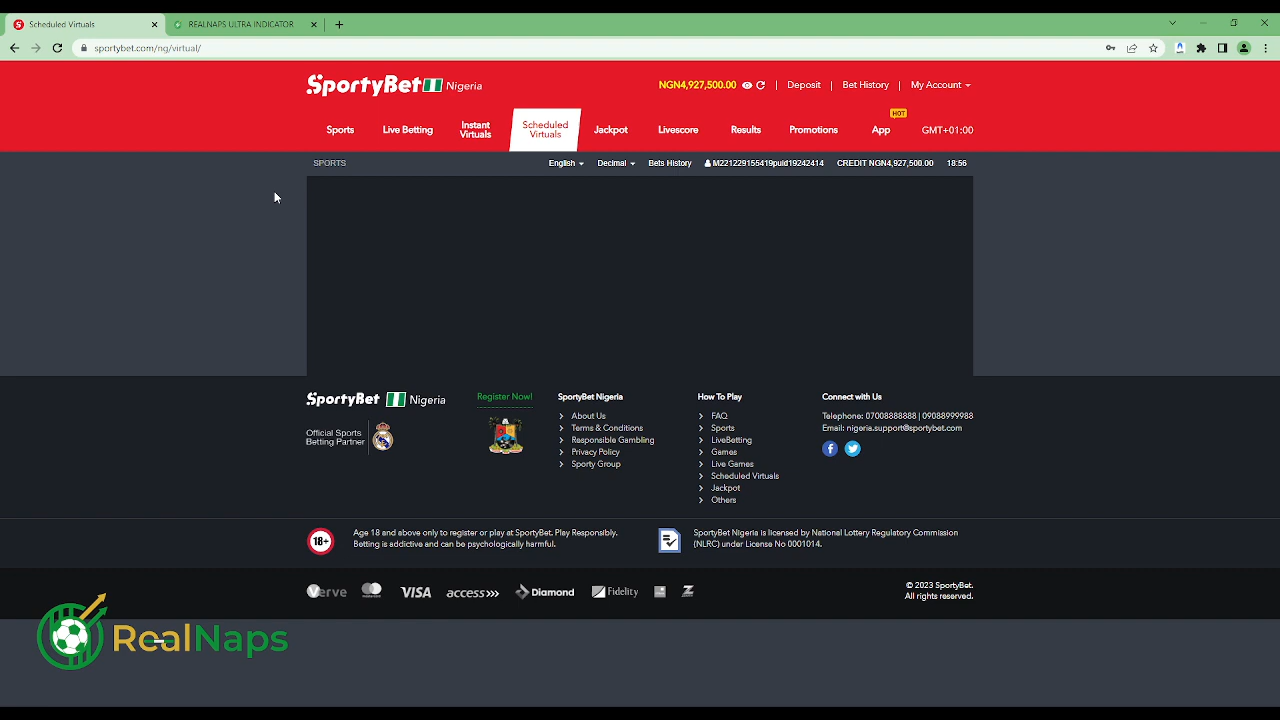 Scheduled Virtuals
REALNAPS ULTRA INDICATOR
sportybet.com/ng/virtual/
SportyBet Nigeria
NGN4,927,500.00 | Deposit | Bet History | My Account
Sports
Live Betting
Instant
Virtuals
Scheduled
Virtuals
Jackpot
Livescore
Results
Promotions
HOT
App
GMT+01:00
SPORTS
English
Decimal
Bets History
M221229155419puid19242414
CREDIT NGN4,927,500.00
18:56
SportyBet Nigeria
Official Sports
Betting Partner
Register Now!
SportyBet Nigeria
About Us
Terms & Conditions
Responsible Gambling
Privacy Policy
Sporty Group
How To Play
FAQ
Sports
LiveBetting
Games
Live Games
Scheduled Virtuals
Jackpot
Others
Connect with Us
Telephone: 07008888888 | 09088999988
Email: nigeria.support@sportybet.com
18+
Age 18 and above only to register or play at SportyBet. Play Responsibly.
Betting is addictive and can be psychologically harmful.
SportyBet Nigeria is licensed by National Lottery Regulatory Commission
(NLRC) under License No 0001014.
Verve
VISA
access>>>
Diamond
Fidelity
© 2023 SportyBet.
All rights reserved.
RealNaps